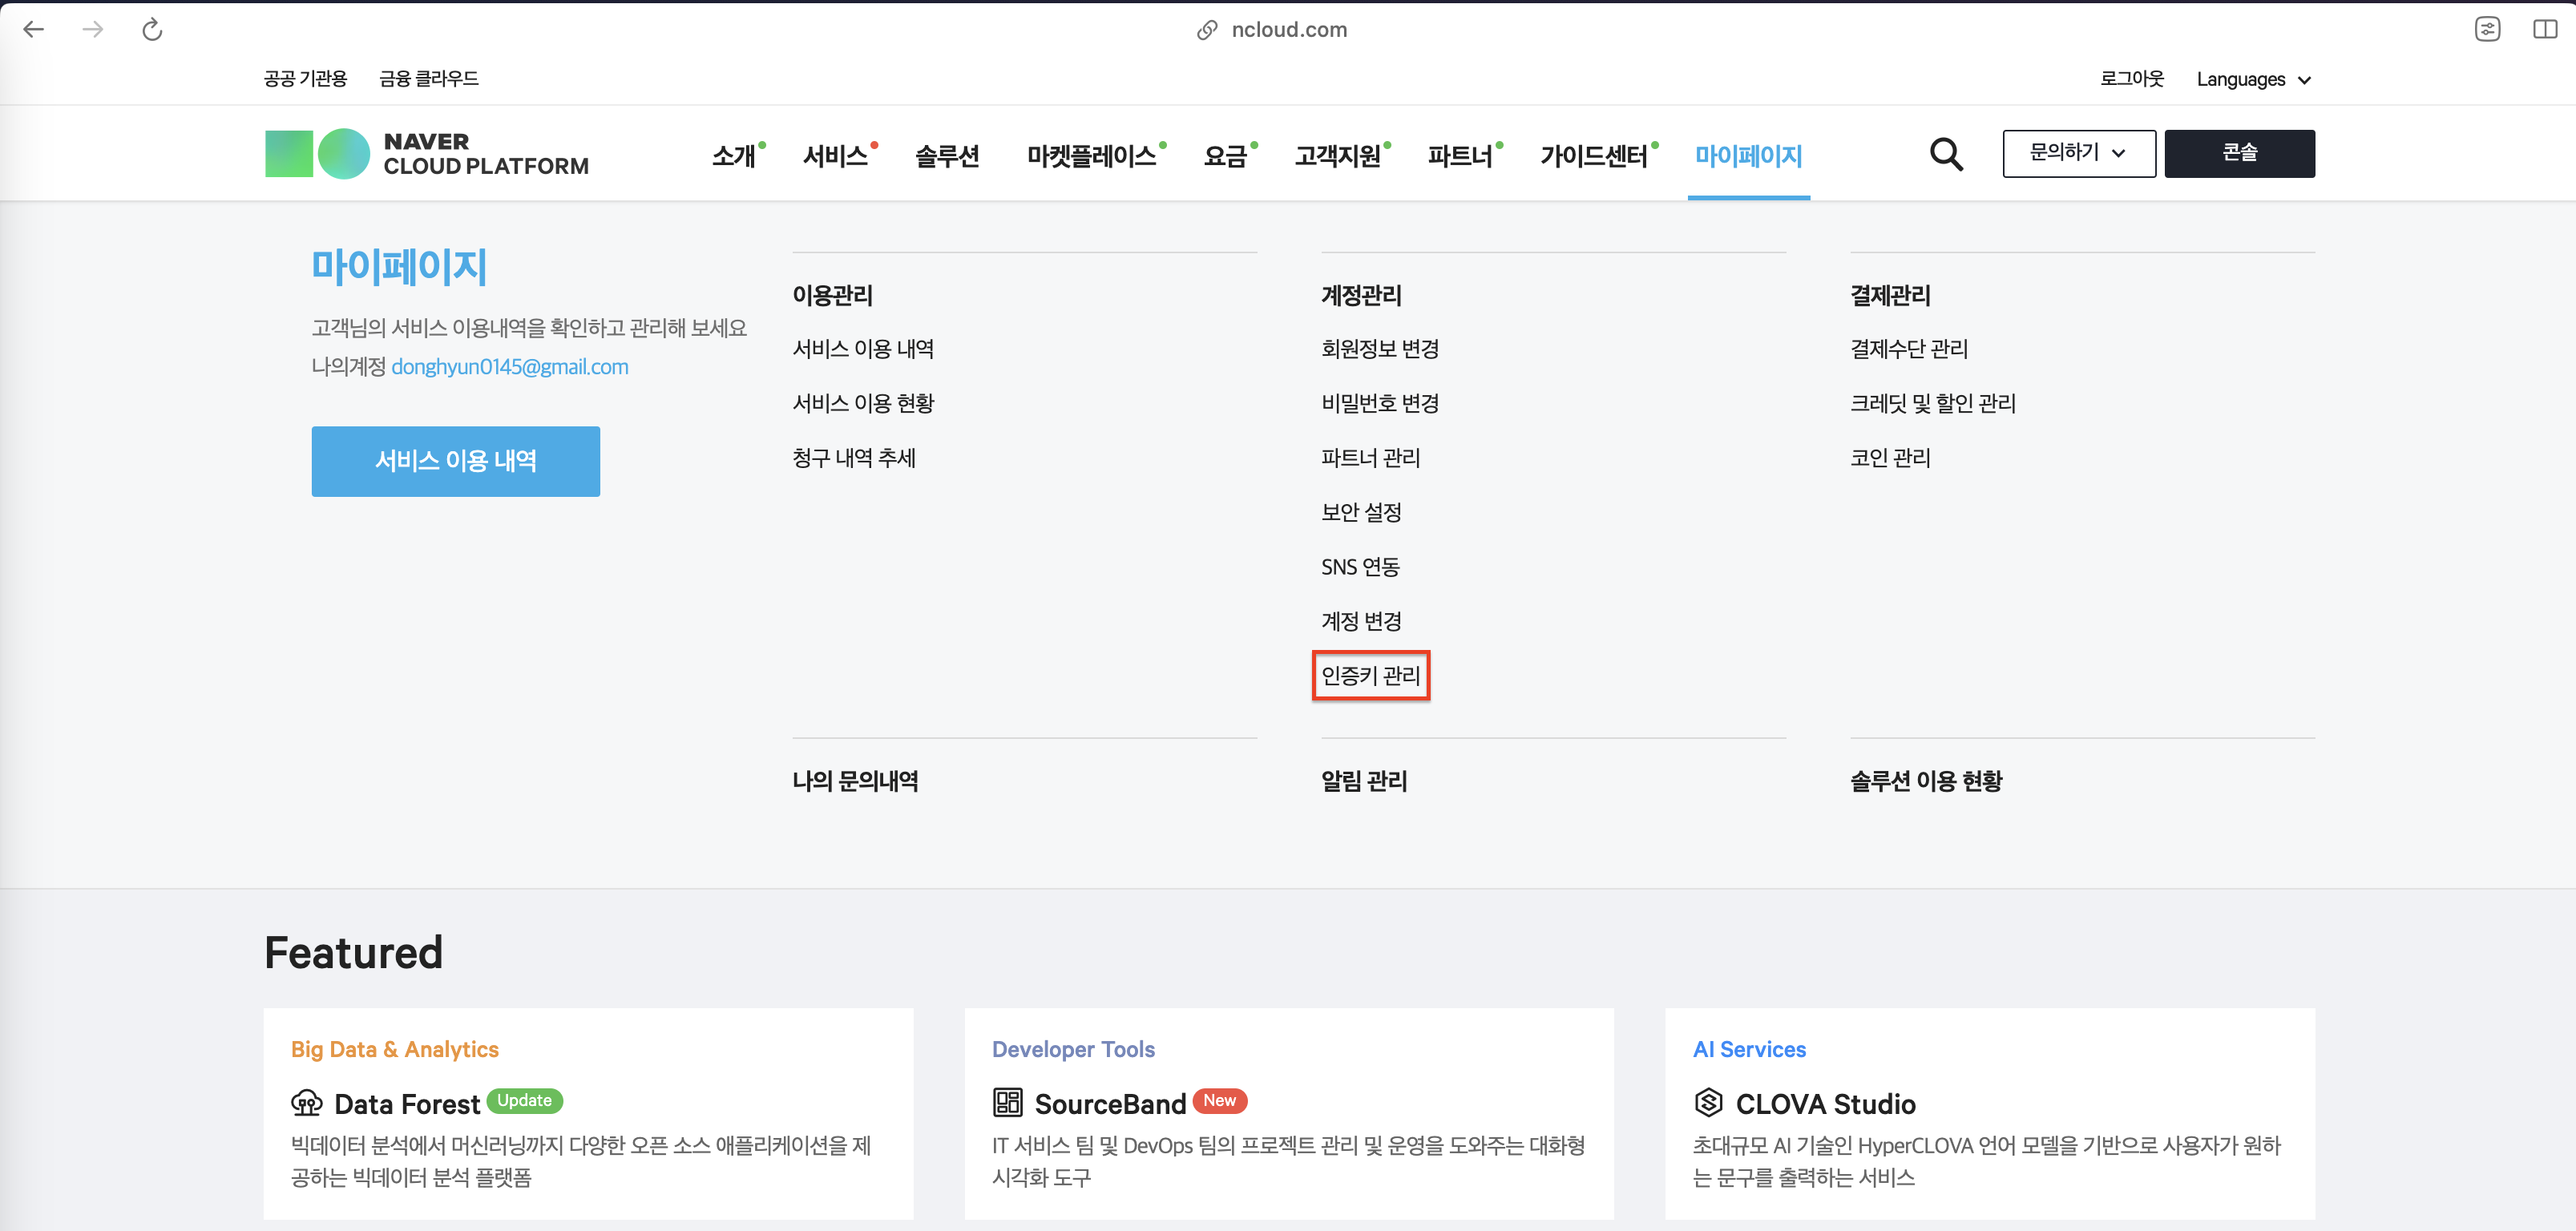 ncloud.com
공공 기관용 금융 클라우드 로그아웃 Languages
NAVER
CLOUD PLATFORM
소개 서비스 솔루션 마켓플레이스 요금 고객지원 파트너 가이드센터 마이페이지 문의하기 콘솔
마이페이지
고객님의 서비스 이용내역을 확인하고 관리해 보세요
나의계정 donghyun0145@gmail.com
서비스 이용 내역
이용관리
서비스 이용 내역
서비스 이용 현황
청구 내역 추세
계정관리
회원정보 변경
비밀번호 변경
파트너 관리
보안 설정
SNS 연동
계정 변경
인증키 관리
결제관리
결제수단 관리
크레딧 및 할인 관리
코인 관리
나의 문의내역
알림 관리
솔루션 이용 현황
Featured
Big Data & Analytics
Data Forest Update
빅데이터 분석에서 머신러닝까지 다양한 오픈 소스 애플리케이션을 제
공하는 빅데이터 분석 플랫폼
Developer Tools
SourceBand New
IT 서비스 팀 및 DevOps 팀의 프로젝트 관리 및 운영을 도와주는 대화형
시각화 도구
AI Services
CLOVA Studio
초대규모 AI 기술인 HyperCLOVA 언어 모델을 기반으로 사용자가 원하
는 문구를 출력하는 서비스